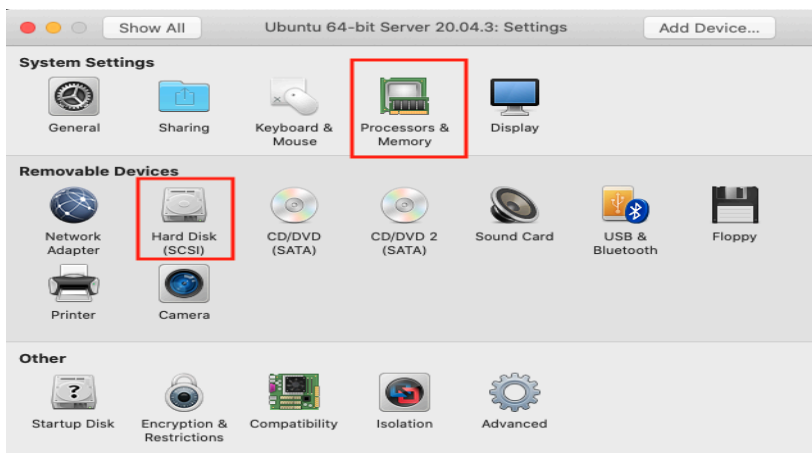 Show All
Ubuntu 64-bit Server 20.04.3: Settings
Add Device...
System Settings
General
Sharing
Keyboard &
Mouse
Processors &
Memory
Display
Removable Devices
Network
Adapter
Hard Disk
(SCSI)
CD/DVD
(SATA)
CD/DVD 2
(SATA)
Sound Card
USB &
Bluetooth
Floppy
Printer
Camera
Other
?
Startup Disk
Encryption &
Restrictions
Compatibility
Isolation
Advanced